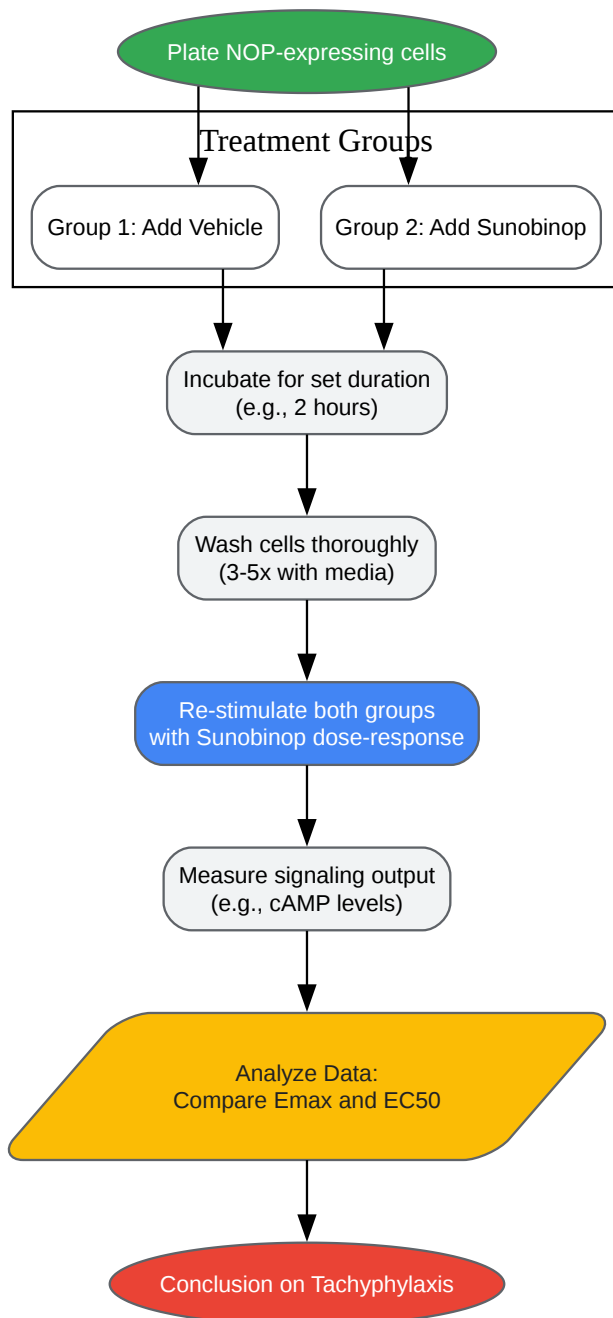 Plate NOP-expressing cells
Treatment Groups
Group 1: Add Vehicle
Group 2: Add Sunobinop
Incubate for set duration
(e.g., 2 hours)
Wash cells thoroughly
(3-5x with media)
Re-stimulate both groups
with Sunobinop dose-response
Measure signaling output
(e.g., cAMP levels)
Analyze Data:
Compare Emax and EC50
Conclusion on Tachyphylaxis